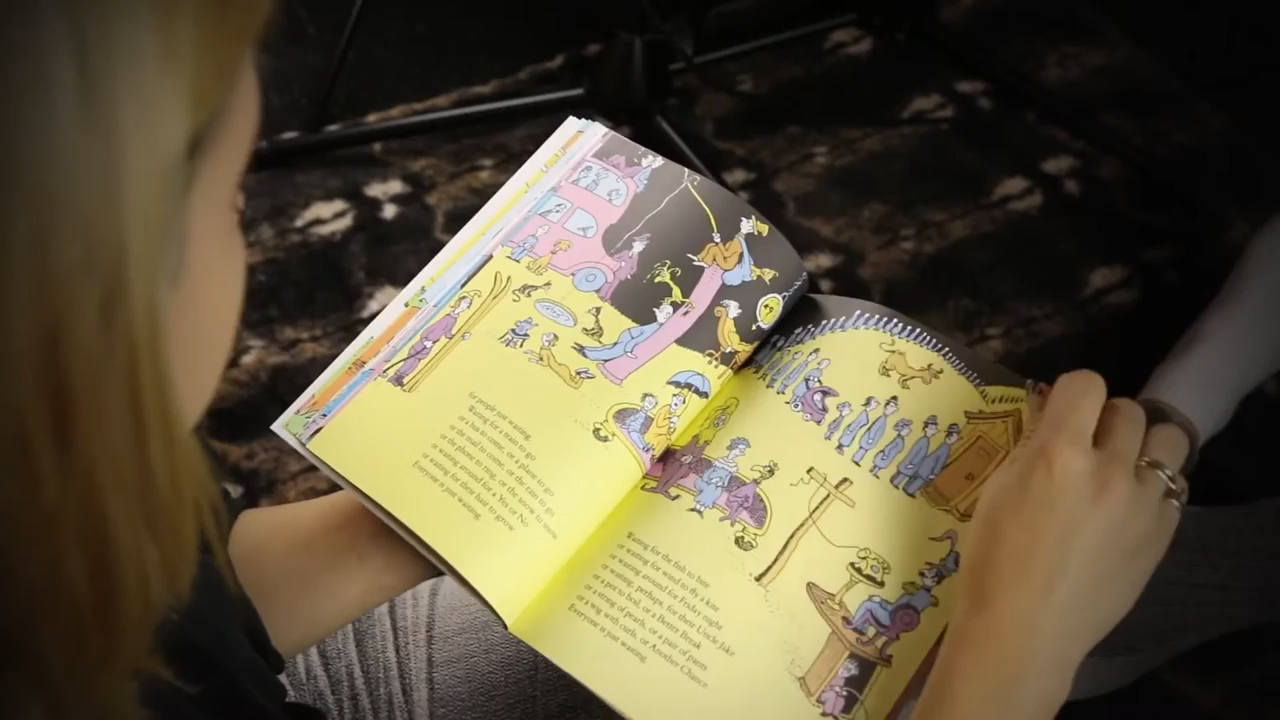 for people just waiting.
Waiting for a train to go
or a bus to come, or a plane to go
or the mail to come, or the rain to go
or the phone to ring, or the snow to snow
or waiting around for a Yes or No
or waiting for their hair to grow.
Everyone is just waiting.
Waiting for the fish to bite
or waiting for wind to fly a kite
or waiting around for Friday night
or waiting, perhaps, for their Uncle Jake
or a pot to boil, or a Better Break
or a string of pearls, or a pair of pants
or a wig with curls, or Another Chance.
Everyone is just waiting.